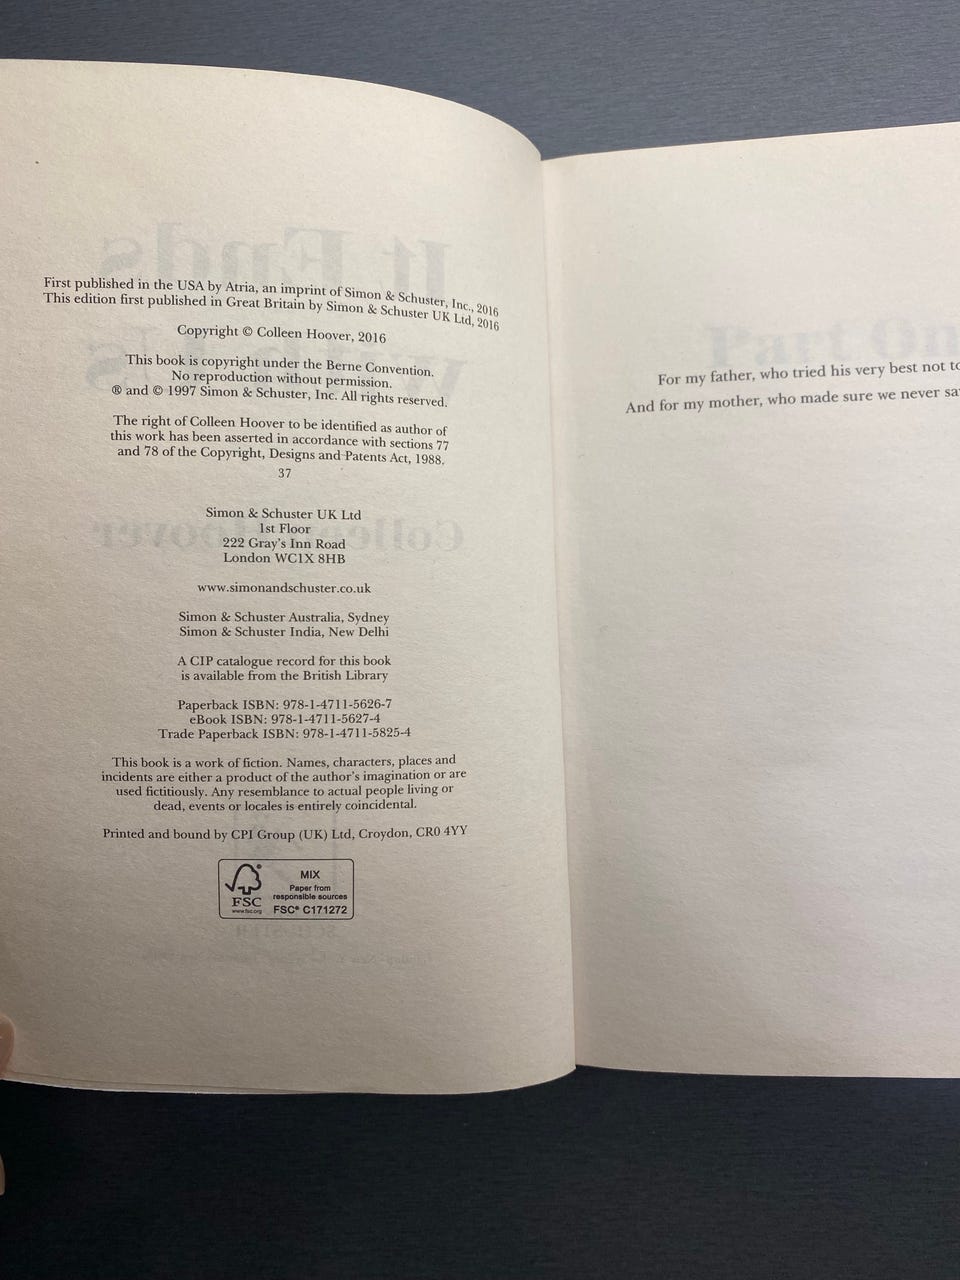 First published in the USA by Atria, an imprint of Simon & Schuster, Inc., 2016
This edition first published in Great Britain by Simon & Schuster UK Ltd, 2016
Copyright © Colleen Hoover, 2016
This book is copyright under the Berne Convention.
No reproduction without permission.
® and © 1997 Simon & Schuster, Inc. All rights reserved.
The right of Colleen Hoover to be identified as author of
this work has been asserted in accordance with sections 77
and 78 of the Copyright, Designs and Patents Act, 1988.
37
Simon & Schuster UK Ltd
1st Floor
222 Gray's Inn Road
London WC1X 8HB
www.simonandschuster.co.uk
Simon & Schuster Australia, Sydney
Simon & Schuster India, New Delhi
A CIP catalogue record for this book
is available from the British Library
Paperback ISBN: 978-1-4711-5626-7
eBook ISBN: 978-1-4711-5627-4
Trade Paperback ISBN: 978-1-4711-5825-4
This book is a work of fiction. Names, characters, places and
incidents are either a product of the author's imagination or are
used fictitiously. Any resemblance to actual people living or
dead, events or locales is entirely coincidental.
Printed and bound by CPI Group (UK) Ltd, Croydon, CR0 4YY
FSC
www.fsc.org
MIX
Paper from
responsible sources
FSC® C171272
Part On
For my father, who tried his very best not to
And for my mother, who made sure we never sa